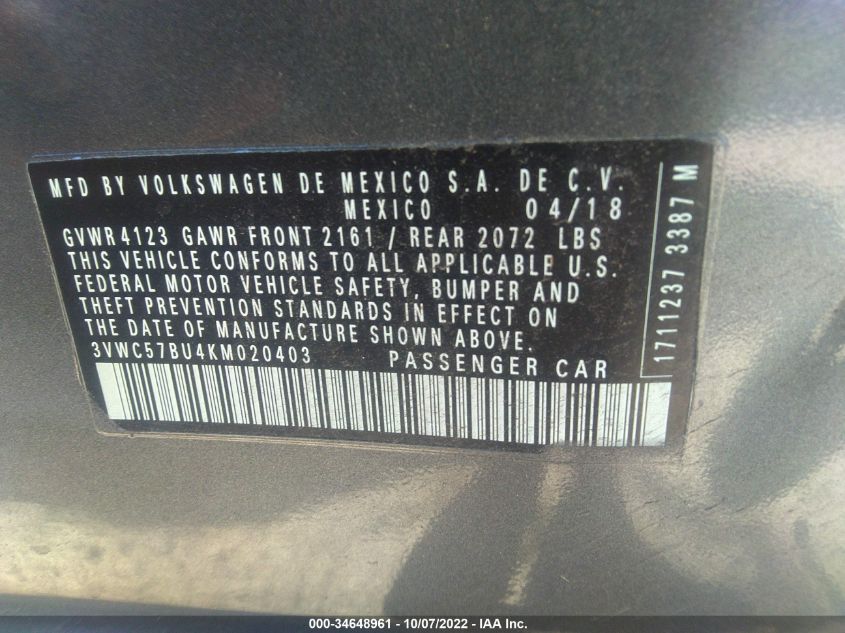 MFD BY VOLKSWAGEN DE MEXICO S.A. DE C.V.
MEXICO 04/18
GVWR 4123 GAWR FRONT 2161 / REAR 2072 LBS
THIS VEHICLE CONFORMS TO ALL APPLICABLE U.S.
FEDERAL MOTOR VEHICLE SAFETY, BUMPER AND
THEFT PREVENTION STANDARDS IN EFFECT ON
THE DATE OF MANUFACTURE SHOWN ABOVE.
3VWC57BU4KM020403 PASSENGER CAR
1711237 3387 M
000-34648961 - 10/07/2022 - IAA Inc.